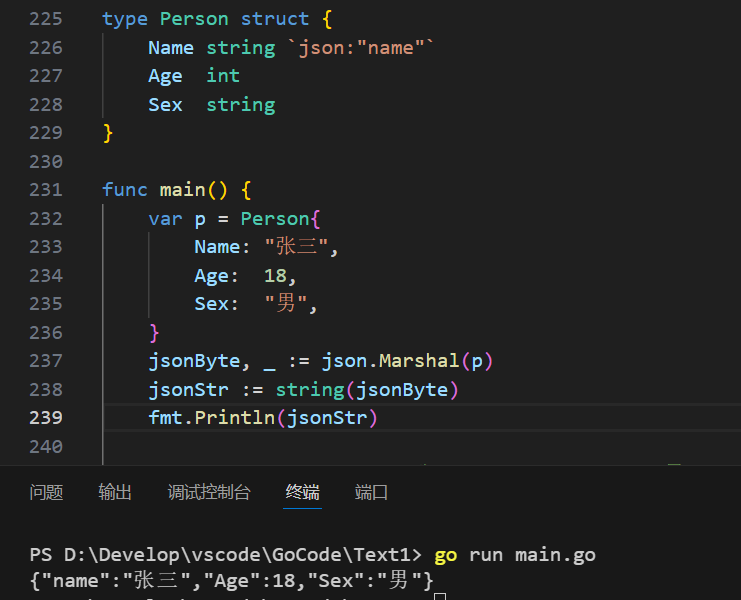 225 type Person struct {
226 Name string `json:"name"`
227 Age int
228 Sex string
229 }
230
231 func main() {
232 var p = Person{
233 Name: "张三",
234 Age: 18,
235 Sex: "男",
236 }
237 jsonByte, _ := json.Marshal(p)
238 jsonStr := string(jsonByte)
239 fmt.Println(jsonStr)
240
问题 输出 调试控制台 终端 端口
PS D:\Develop\vscode\GoCode\Text1> go run main.go
{"name":"张三","Age":18,"Sex":"男"}